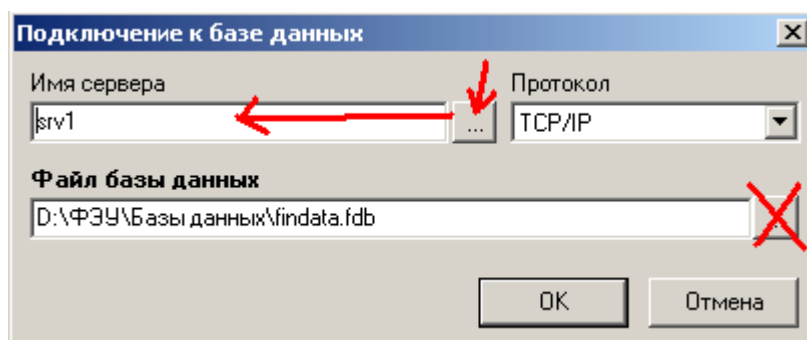 Подключение к базе данных
Имя сервера
Протокол
srv1
...
TCP/IP
Файл базы данных
D:\ФЭУ\Базы данных\findata.fdb
OK
Отмена